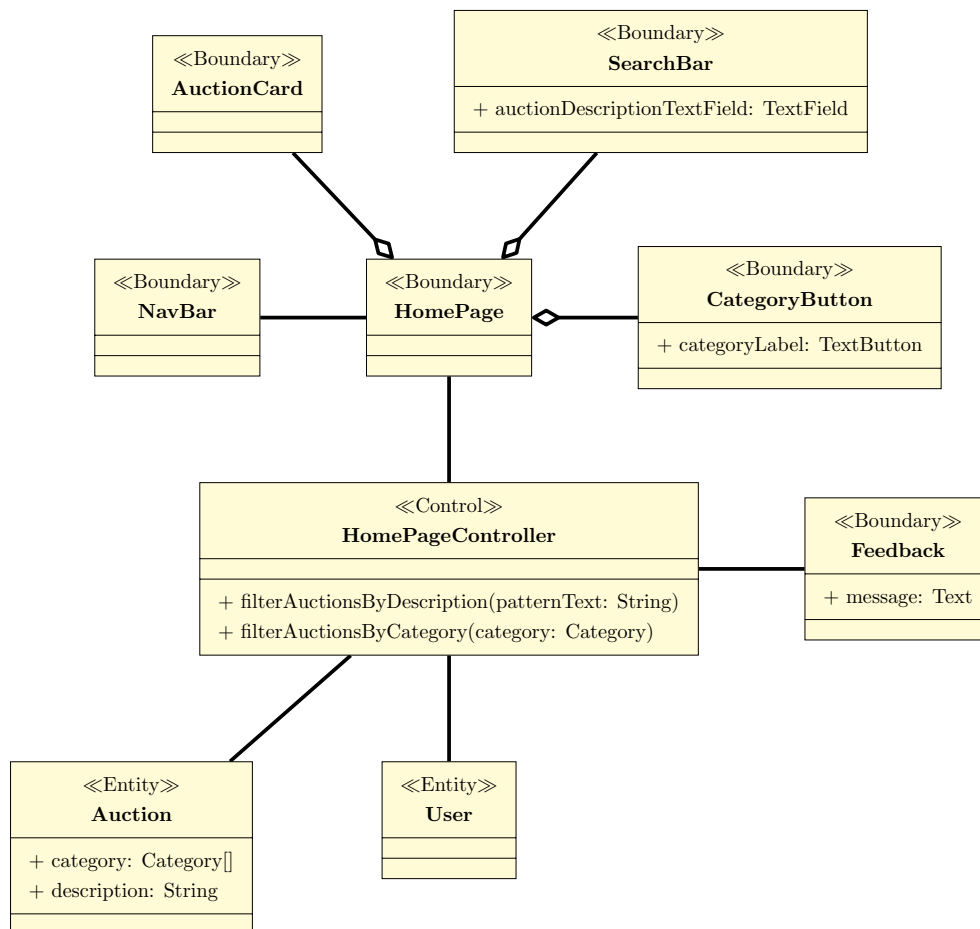 ≪Boundary≫
AuctionCard
≪Boundary≫
SearchBar
+ auctionDescriptionTextField: TextField
≪Boundary≫
NavBar
≪Boundary≫
HomePage
≪Boundary≫
CategoryButton
+ categoryLabel: TextButton
≪Control≫
HomePageController
+ filterAuctionsByDescription(patternText: String)
+ filterAuctionsByCategory(category: Category)
≪Boundary≫
Feedback
+ message: Text
≪Entity≫
Auction
+ category: Category[]
+ description: String
≪Entity≫
User